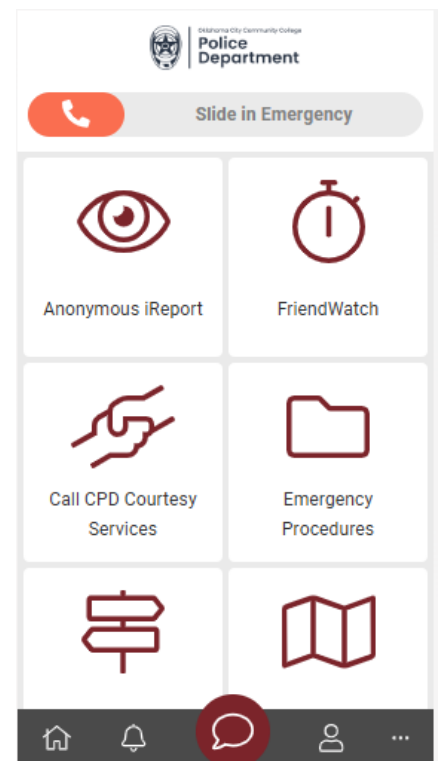 Oklahoma City Community College
Police
Department
Slide in Emergency
Anonymous iReport
FriendWatch
Call CPD Courtesy
Services
Emergency
Procedures